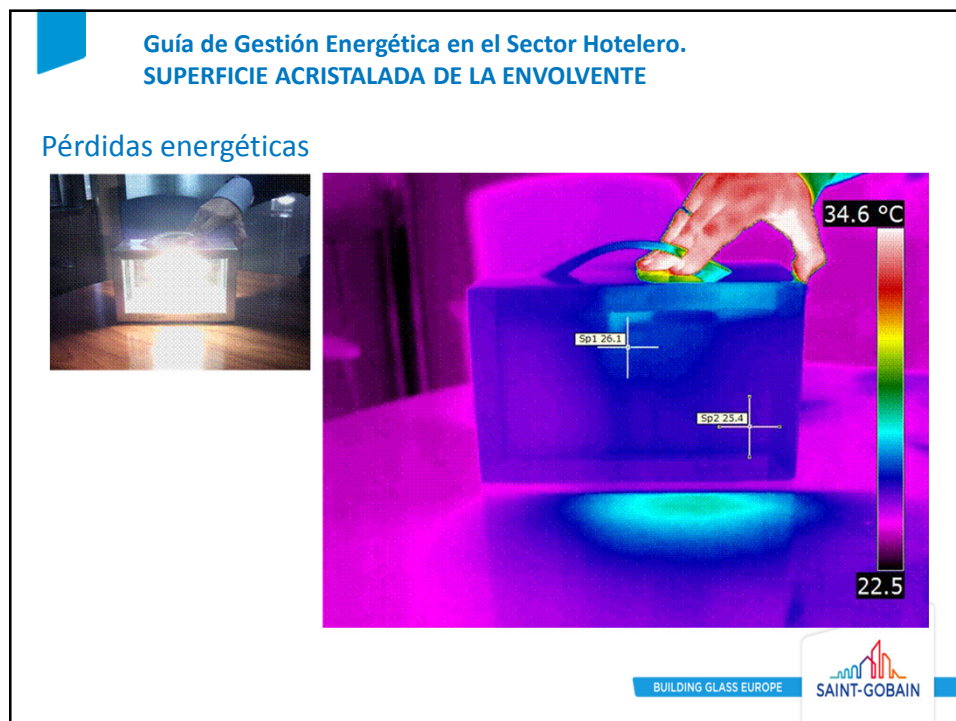 Guía de Gestión Energética en el Sector Hotelero.
SUPERFICIE ACRISTALADA DE LA ENVOLVENTE
Pérdidas energéticas
34.6 °C
Sp1 26.1
Sp2 25.4
22.5
BUILDING GLASS EUROPE
SAINT-GOBAIN